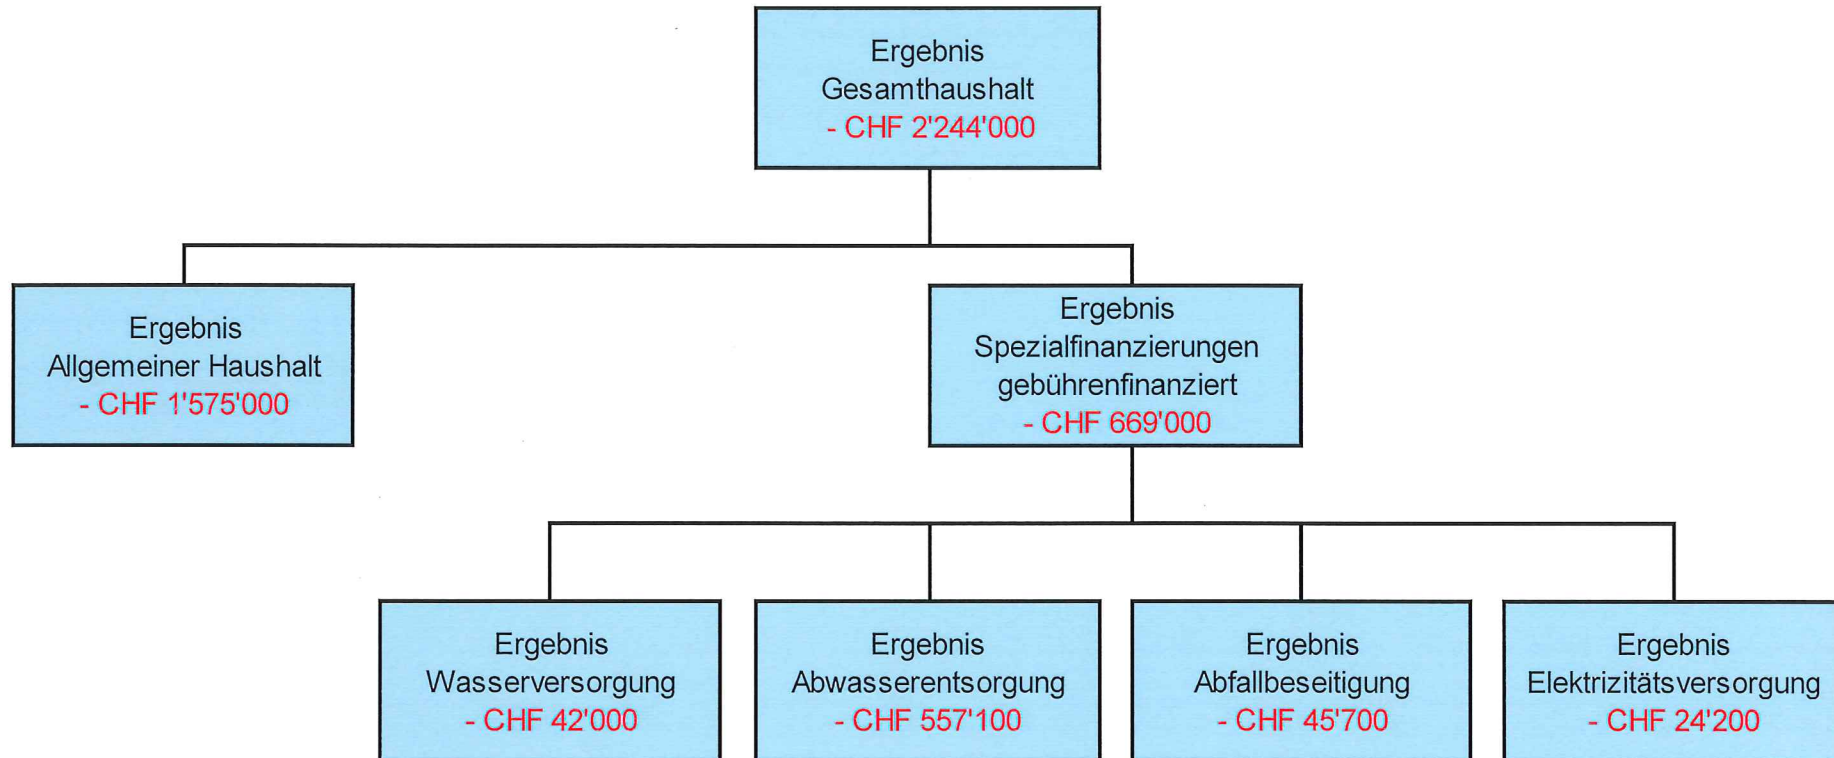 Ergebnis
Gesamthaushalt
- CHF 2'244'000
Ergebnis
Allgemeiner Haushalt
- CHF 1'575'000
Ergebnis
Spezialfinanzierungen
gebührenfinanziert
- CHF 669'000
Ergebnis
Wasserversorgung
- CHF 42'000
Ergebnis
Abwasserentsorgung
- CHF 557'100
Ergebnis
Abfallbeseitigung
- CHF 45'700
Ergebnis
Elektrizitätsversorgung
- CHF 24'200